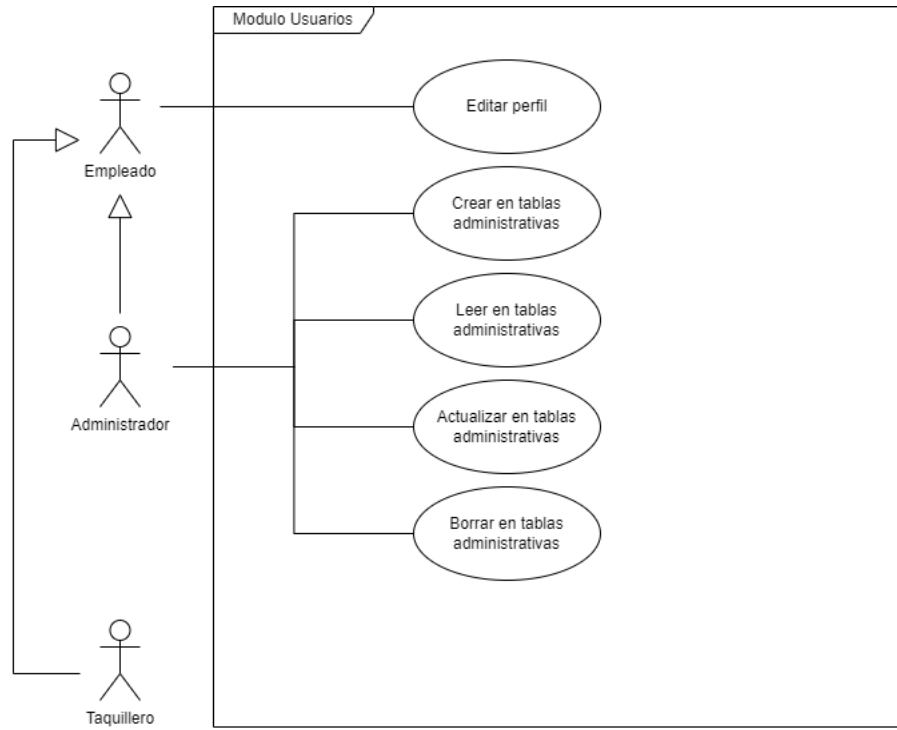 Modulo Usuarios
Editar perfil
Empleado
Crear en tablas
administrativas
Leer en tablas
administrativas
Administrador
Actualizar en tablas
administrativas
Borrar en tablas
administrativas
Taquillero